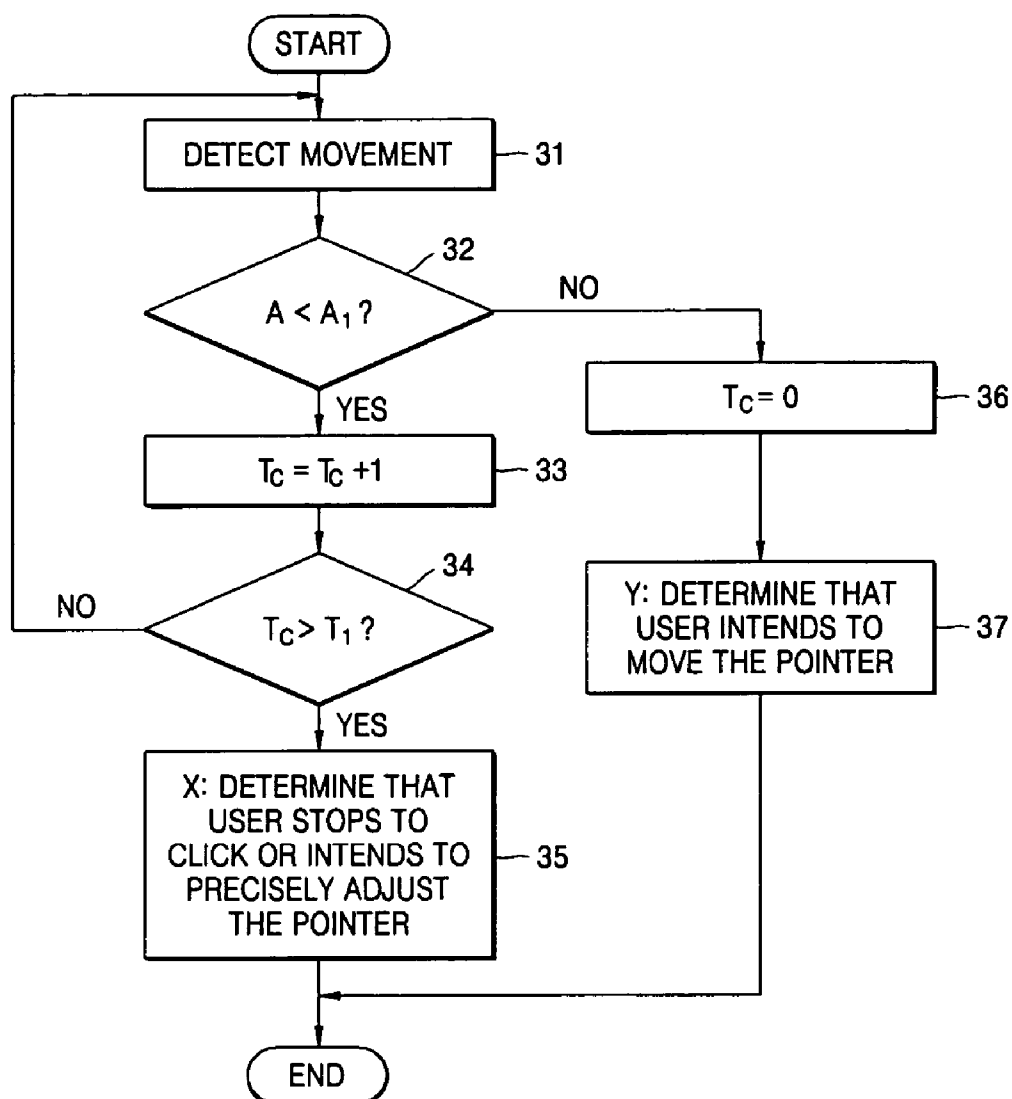 START
DETECT MOVEMENT
31
32
A < A₁ ?
NO
YES
T_C = 0
36
T_C = T_C +1
33
34
NO
T_C > T₁ ?
Y: DETERMINE THAT
USER INTENDS TO
MOVE THE POINTER
37
YES
X: DETERMINE THAT
USER STOPS TO
CLICK OR INTENDS TO
PRECISELY ADJUST
THE POINTER
35
END